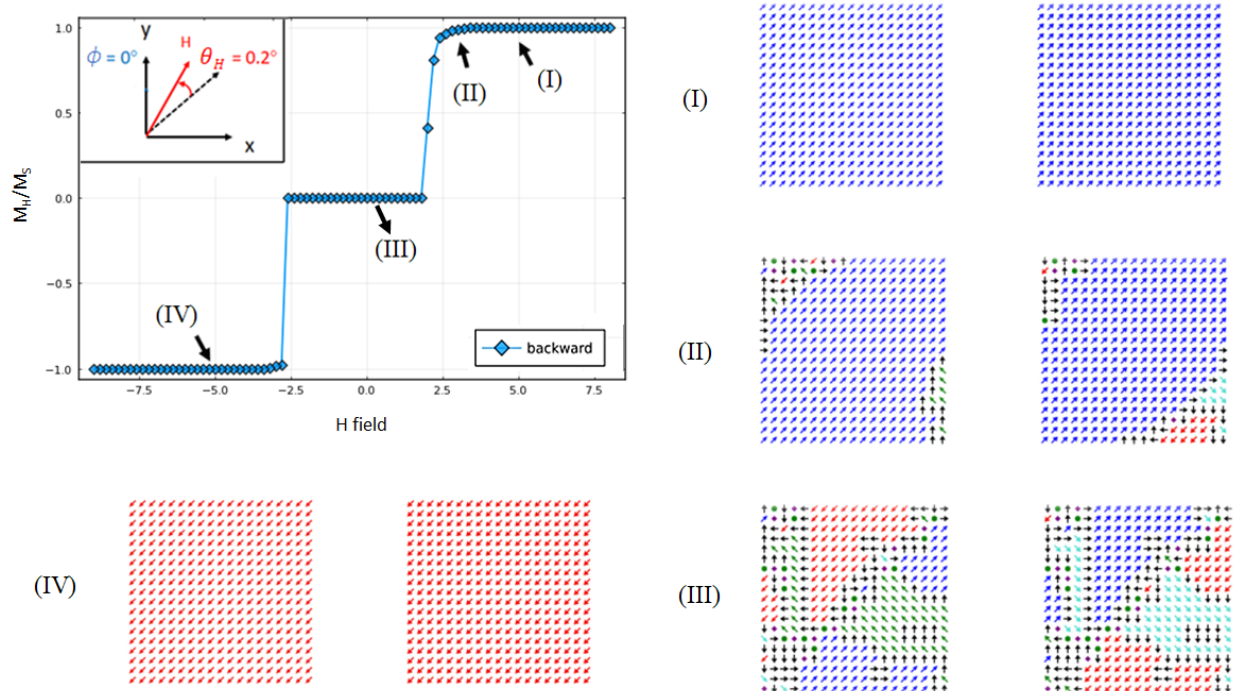 y
ϕ = 0°
H
θH = 0.2°
x
1.0
0.5
0.0
−0.5
−1.0
MH/MS
(I)
(II)
(III)
(IV)
backward
−7.5
−5.0
−2.5
0.0
2.5
5.0
7.5
H field
(I)
(II)
(III)
(IV)